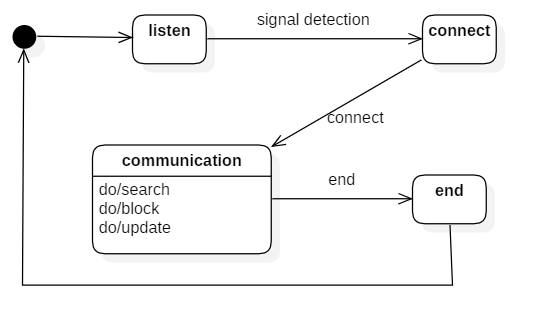 listen
signal detection
connect
connect
communication
do/search
do/block
do/update
end
end